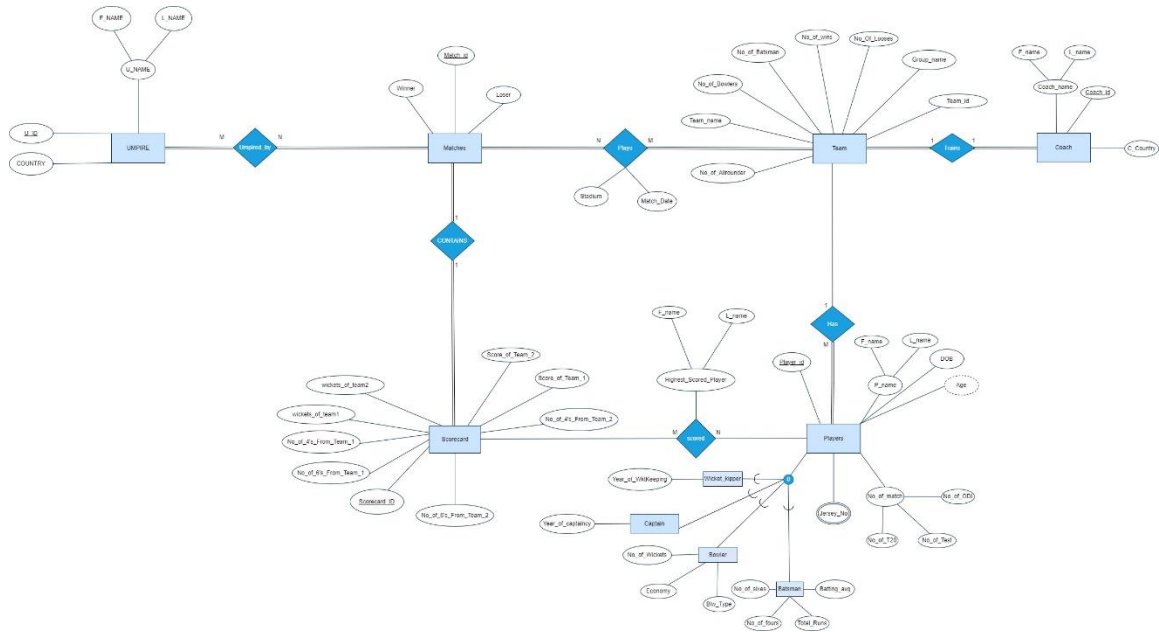 F_NAME
L_NAME
U_NAME
U_ID
COUNTRY
UMPIRE
M
Umpired_by
N
Match_id
Winner
Loser
Matches
N
Plays
M
Stadium
Match_Date
No_of_wins
No_Of_Losses
No_of_Batsman
Group_name
No_of_Bowlers
Team_id
Team_name
Team
No_of_Allrounder
1
Trains
1
F_name
L_name
Coach_name
Coach_id
Coach
C_Country
1
CONTAINS
1
Score_of_Team_2
wickets_of_team2
Score_of_Team_1
wickets_of_team1
No_of_4's_From_Team_2
No_of_4's_From_Team_1
Scorecard
No_of_6's_From_Team_1
Scorecard_ID
No_of_6's_From_Team_2
F_name
L_name
Highest_Scored_Player
M
scored
N
1
Has
M
Player_id
F_name
L_name
P_name
DOB
Age
Players
Jersey_No
No_of_match
No_of_ODI
No_of_T20
No_of_Test
Year_of_WktKeeping
Wicket_kipper
Year_of_captaincy
Captain
No_of_Wickets
Bowler
Economy
No_of_sixes
Batsman
Batting_avg
No_of_fours
Total_Runs